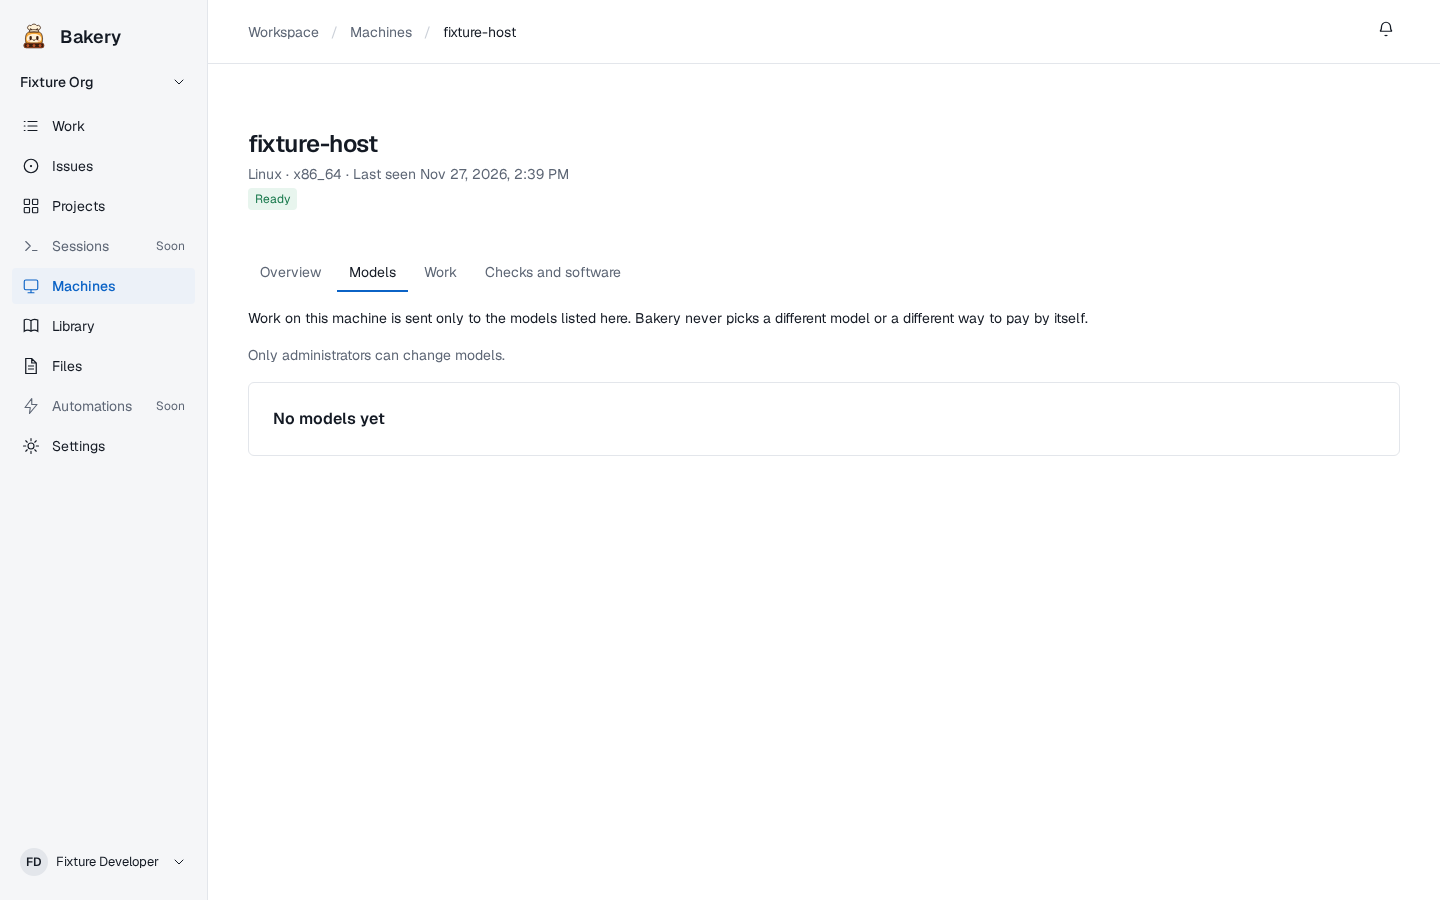 Bakery
Fixture Org
Work
Issues
Projects
Sessions Soon
Machines
Library
Files
Automations Soon
Settings
FD Fixture Developer
Workspace / Machines / fixture-host
fixture-host
Linux · x86_64 · Last seen Nov 27, 2026, 2:39 PM
Ready
Overview Models Work Checks and software
Work on this machine is sent only to the models listed here. Bakery never picks a different model or a different way to pay by itself.
Only administrators can change models.
No models yet